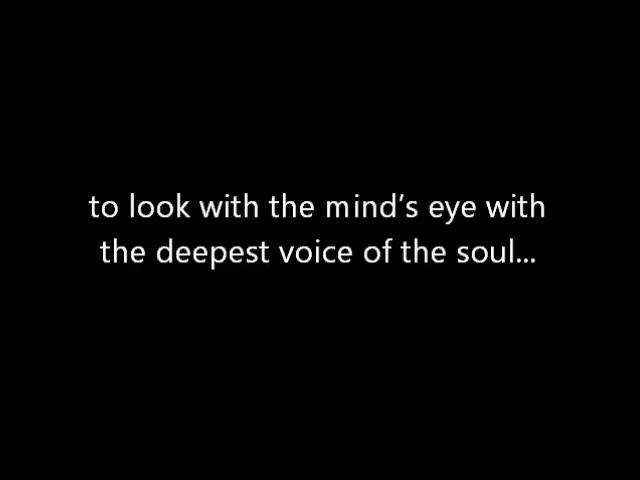 to look with the mind's eye with
the deepest voice of the soul...